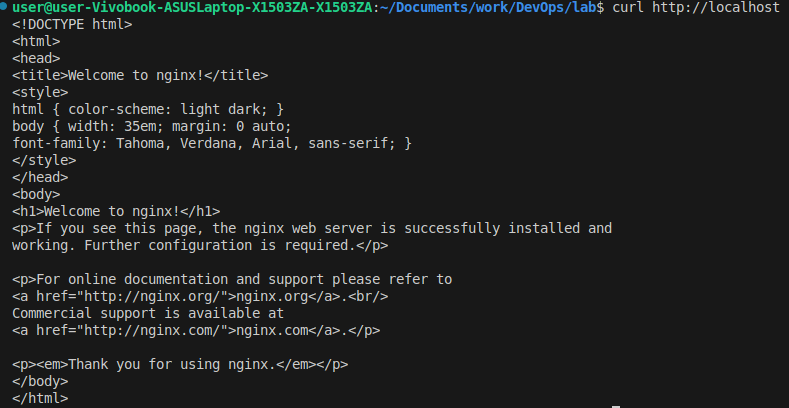 user@user-Vivobook-ASUSLaptop-X1503ZA-X1503ZA:~/Documents/work/DevOps/lab$ curl http://localhost
<!DOCTYPE html>
<html>
<head>
<title>Welcome to nginx!</title>
<style>
html { color-scheme: light dark; }
body { width: 35em; margin: 0 auto;
font-family: Tahoma, Verdana, Arial, sans-serif; }
</style>
</head>
<body>
<h1>Welcome to nginx!</h1>
<p>If you see this page, the nginx web server is successfully installed and
working. Further configuration is required.</p>

<p>For online documentation and support please refer to
<a href="http://nginx.org/">nginx.org</a>.<br/>
Commercial support is available at
<a href="http://nginx.com/">nginx.com</a>.</p>

<p><em>Thank you for using nginx.</em></p>
</body>
</html>